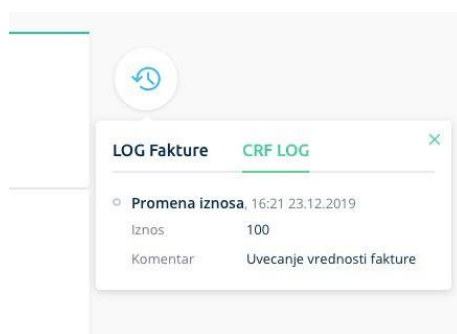 LOG Fakture CRF LOG
Promena iznosa, 16:21 23.12.2019
Iznos 100
Komentar Uvecanje vrednosti fakture